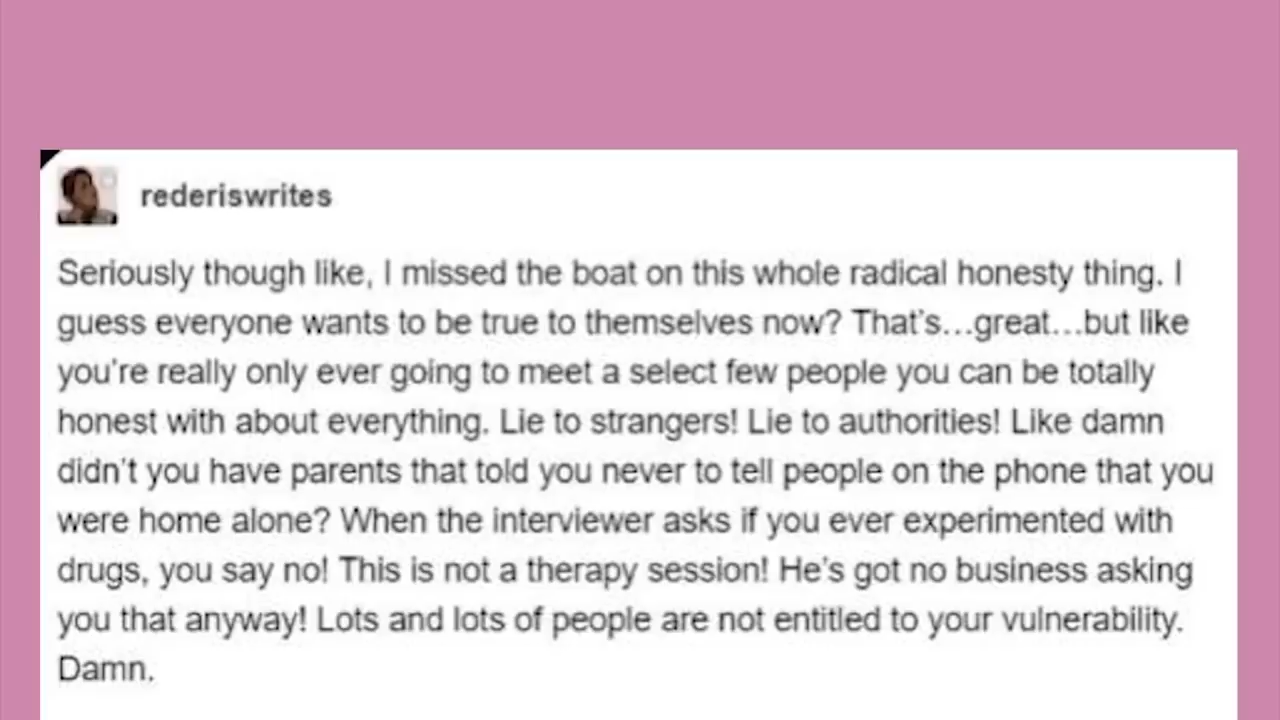 rederiswrites
Seriously though like, I missed the boat on this whole radical honesty thing. I
guess everyone wants to be true to themselves now? That's...great...but like
you're really only ever going to meet a select few people you can be totally
honest with about everything. Lie to strangers! Lie to authorities! Like damn
didn't you have parents that told you never to tell people on the phone that you
were home alone? When the interviewer asks if you ever experimented with
drugs, you say no! This is not a therapy session! He's got no business asking
you that anyway! Lots and lots of people are not entitled to your vulnerability.
Damn.